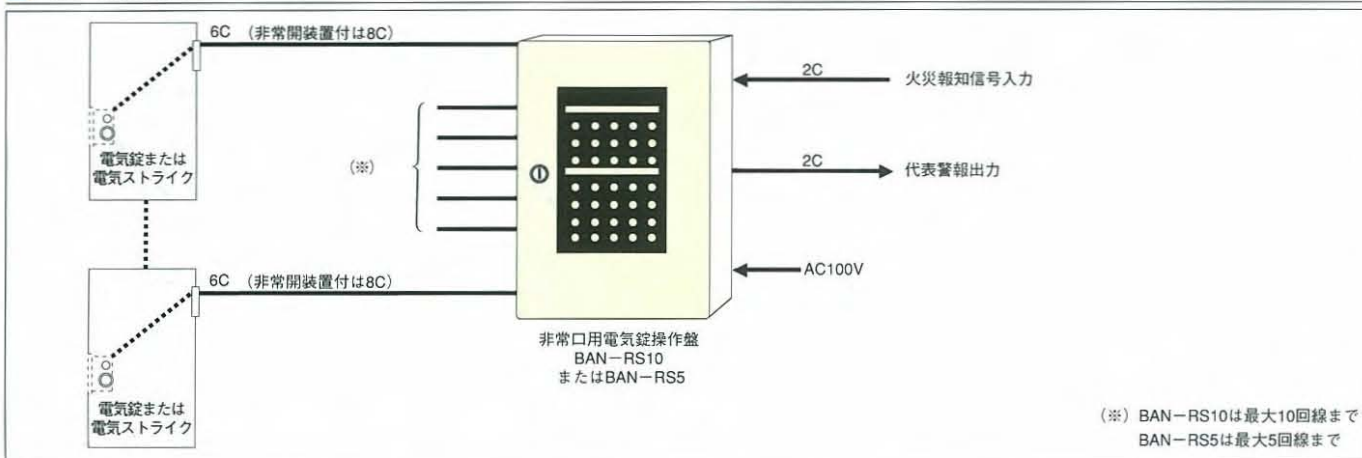 6C （非常開装置付は8C）
電気錠または
電気ストライク
（※）
2C
火災報知信号入力
2C
代表警報出力
AC100V
6C （非常開装置付は8C）
電気錠または
電気ストライク
非常口用電気錠操作盤
BAN－RS10
またはBAN－RS5
（※）BAN－RS10は最大10回線まで
BAN－RS5は最大5回線まで